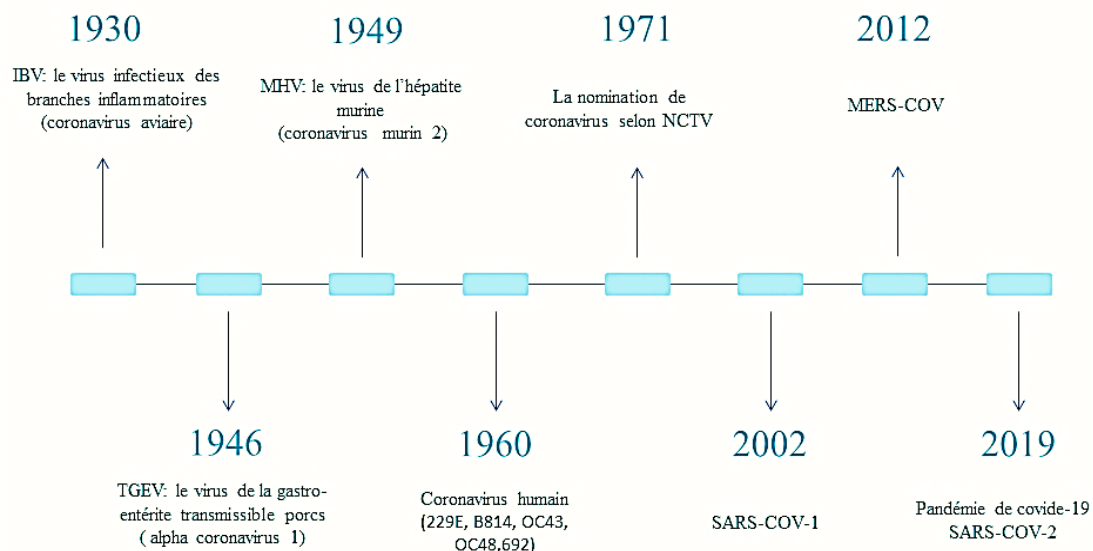 1930
IBV: le virus infectieux des
branches inflammatoires
(coronavirus aviaire)
1949
MHV: le virus de l'hépatite
murine
(coronavirus murin 2)
1971
La nomination de
coronavirus selon NCTV
2012
MERS-COV
1946
TGEV: le virus de la gastro-
entérite transmissible porcs
( alpha coronavirus 1)
1960
Coronavirus humain
(229E, B814, OC43,
OC48,692)
2002
SARS-COV-1
2019
Pandémie de covide-19
SARS-COV-2